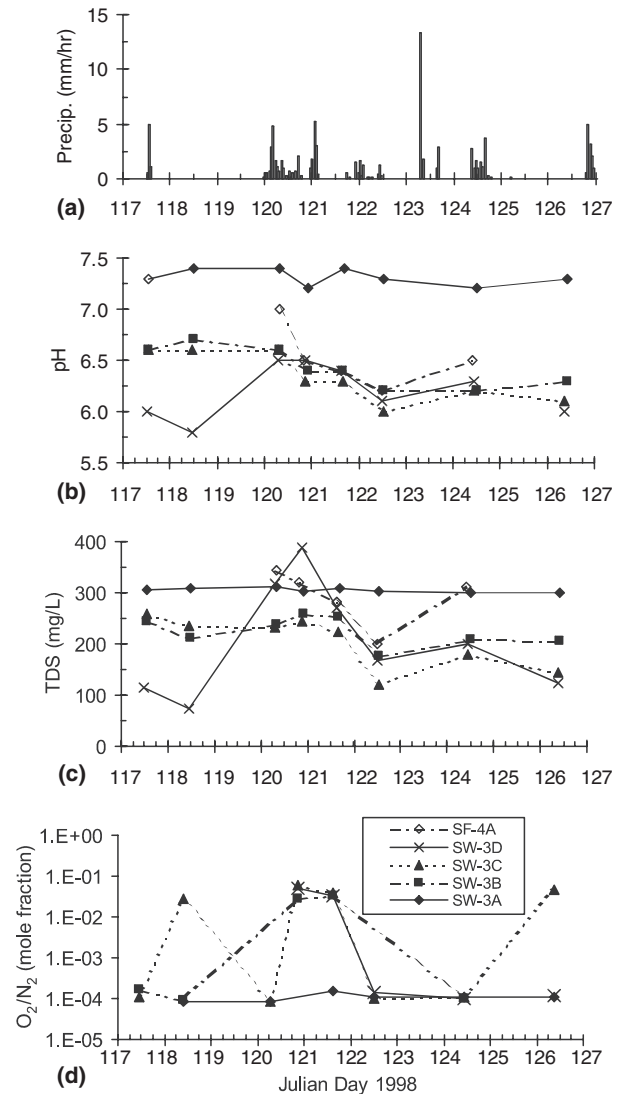 15
10
5
0
Precip. (mm/hr)
117 118 119 120 121 122 123 124 125 126 127
(a)
7.5
7.0
6.5
6.0
5.5
pH
117 118 119 120 121 122 123 124 125 126 127
(b)
400
300
200
100
0
TDS (mg/L)
117 118 119 120 121 122 123 124 125 126 127
(c)
1.E+00
1.E-01
1.E-02
1.E-03
1.E-04
1.E-05
O₂/N₂ (mole fraction)
SF-4A
SW-3D
SW-3C
SW-3B
SW-3A
117 118 119 120 121 122 123 124 125 126 127
(d)
Julian Day 1998